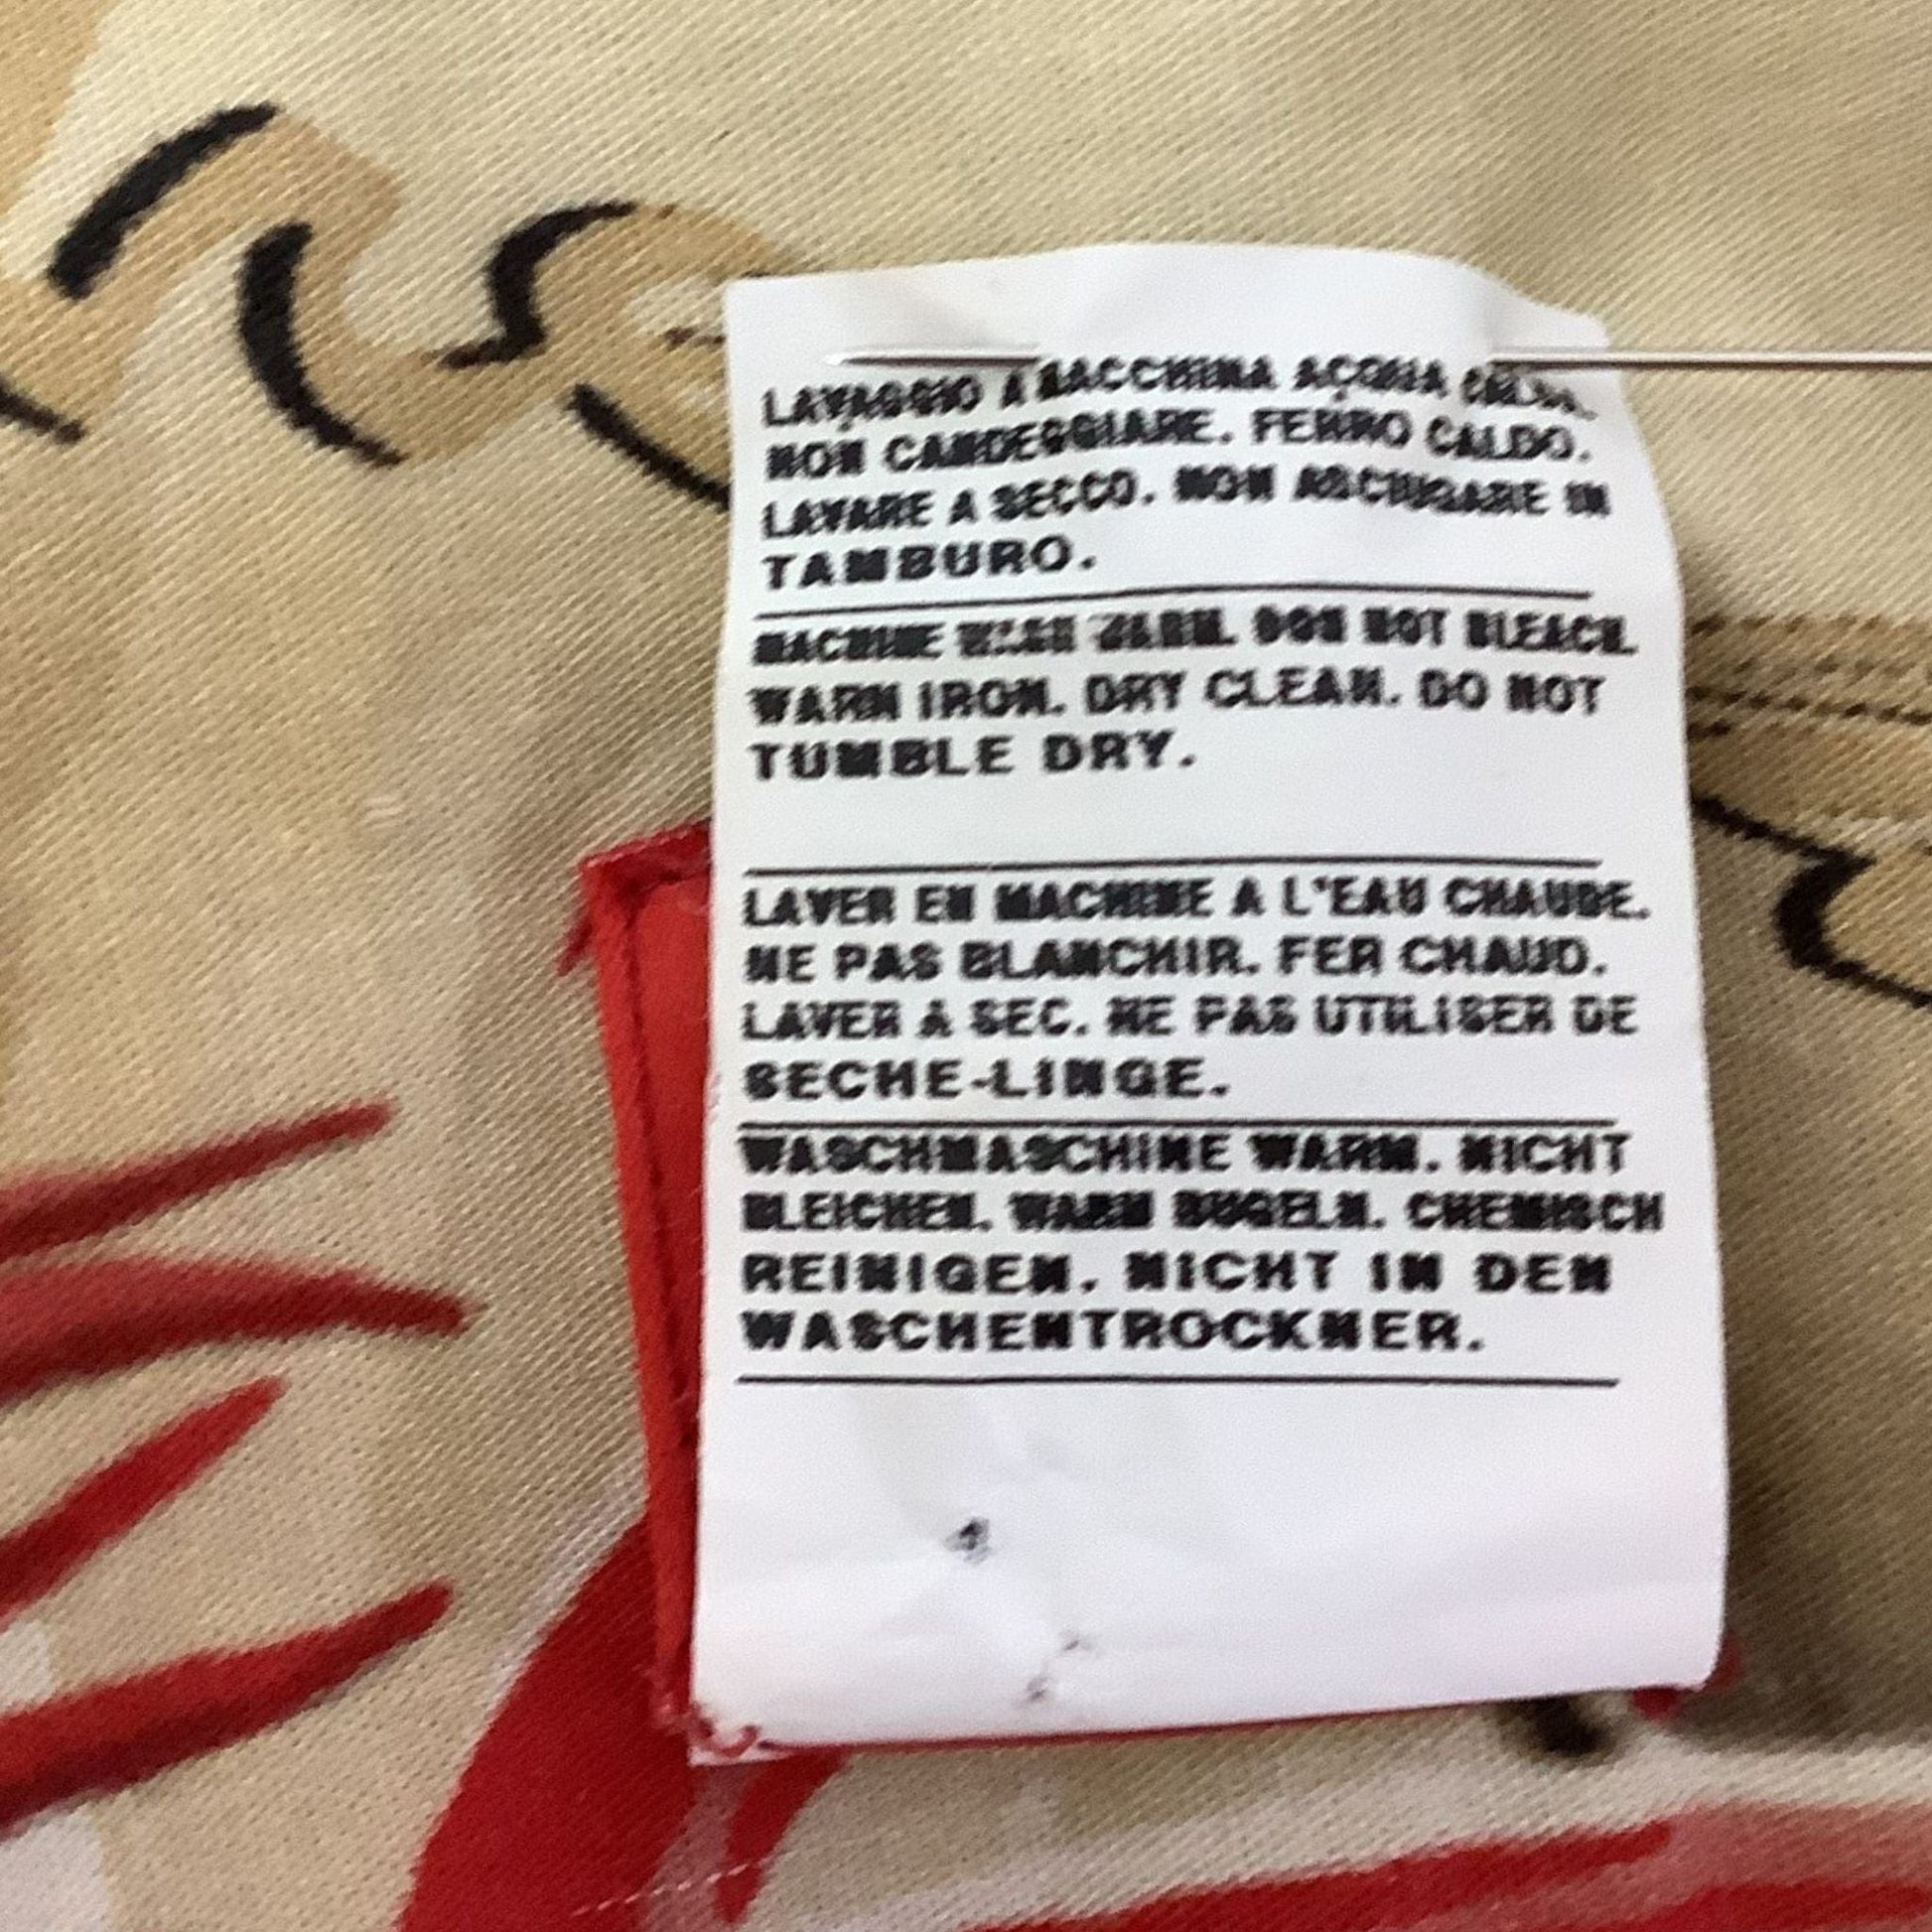 LAVAGGIO A MACCHINA ACQUA CALDA.
NON CANDEGGIARE. FERRO CALDO.
LAVARE A SECCO. NON ASCIUGARE IN
TAMBURO.
MACHINE WASH WARM. DON NOT BLEACH.
WARM IRON. DRY CLEAN. DO NOT
TUMBLE DRY.
LAVER EN MACHINE A L'EAU CHAUDE.
NE PAS BLANCHIR. FER CHAUD.
LAVER A SEC. NE PAS UTILISER DE
SECHE-LINGE.
WASCHMASCHINE WARM. NICHT
BLEICHEN. WARM BUGELN. CHEMISCH
REINIGEN. NICHT IN DEN
WASCHENTROCKNER.